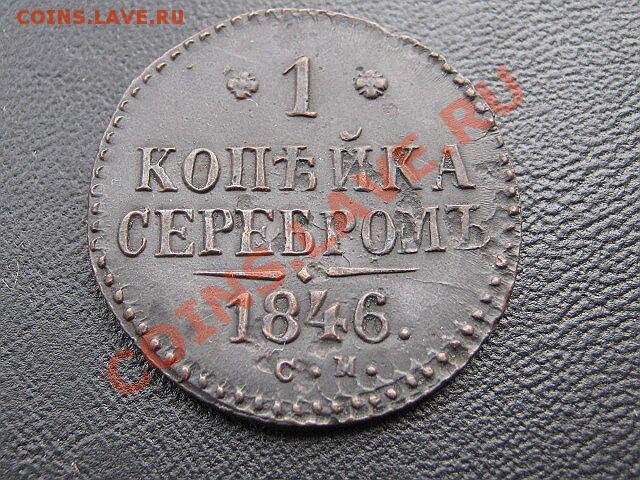 COINS.LAVE.RU
1
КОПѢЙКА
СЕРЕБРОМЪ
1846.
С. М.
COINS.LAVE.RU